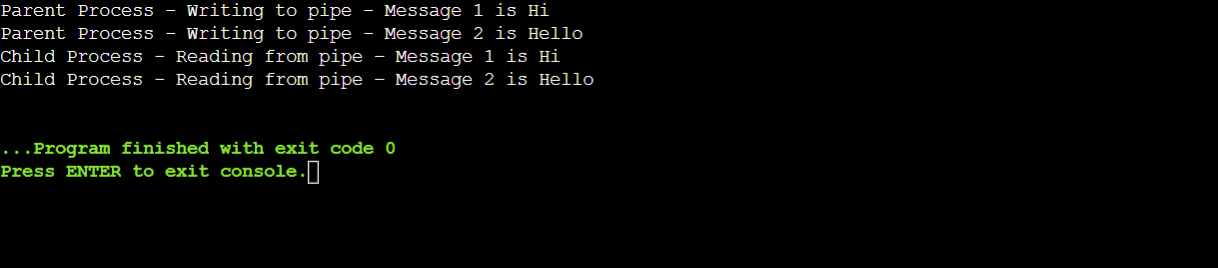 Parent Process - Writing to pipe - Message 1 is Hi
Parent Process - Writing to pipe - Message 2 is Hello
Child Process - Reading from pipe - Message 1 is Hi
Child Process - Reading from pipe - Message 2 is Hello
...Program finished with exit code 0
Press ENTER to exit console.